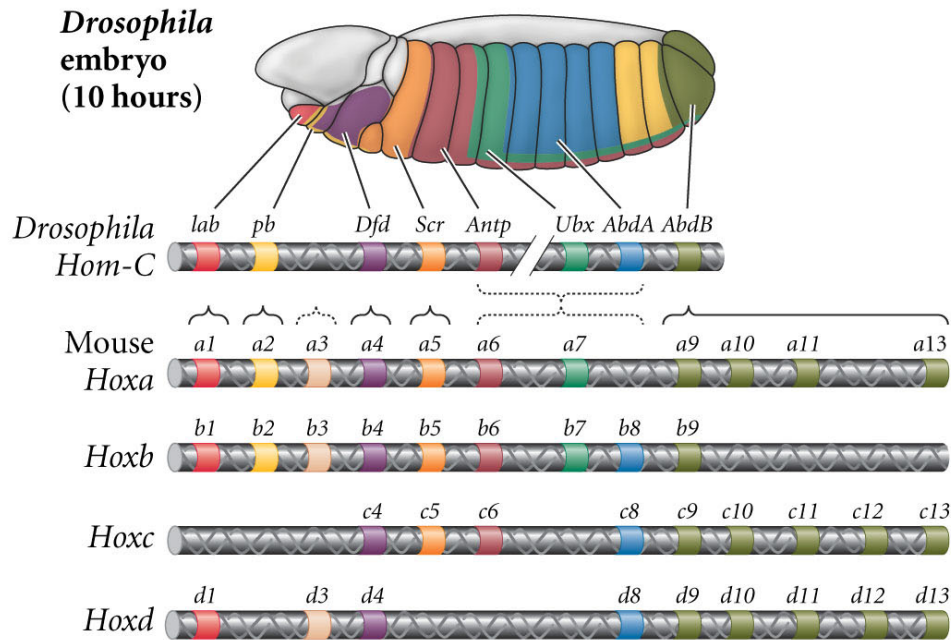 Drosophila
embryo
(10 hours)
lab pb Dfd Scr Antp Ubx AbdA AbdB
Drosophila
Hom-C
Mouse
a1 a2 a3 a4 a5 a6 a7 a9 a10 a11 a13
Hoxa
b1 b2 b3 b4 b5 b6 b7 b8 b9
Hoxb
c4 c5 c6 c8 c9 c10 c11 c12 c13
Hoxc
d1 d3 d4 d8 d9 d10 d11 d12 d13
Hoxd